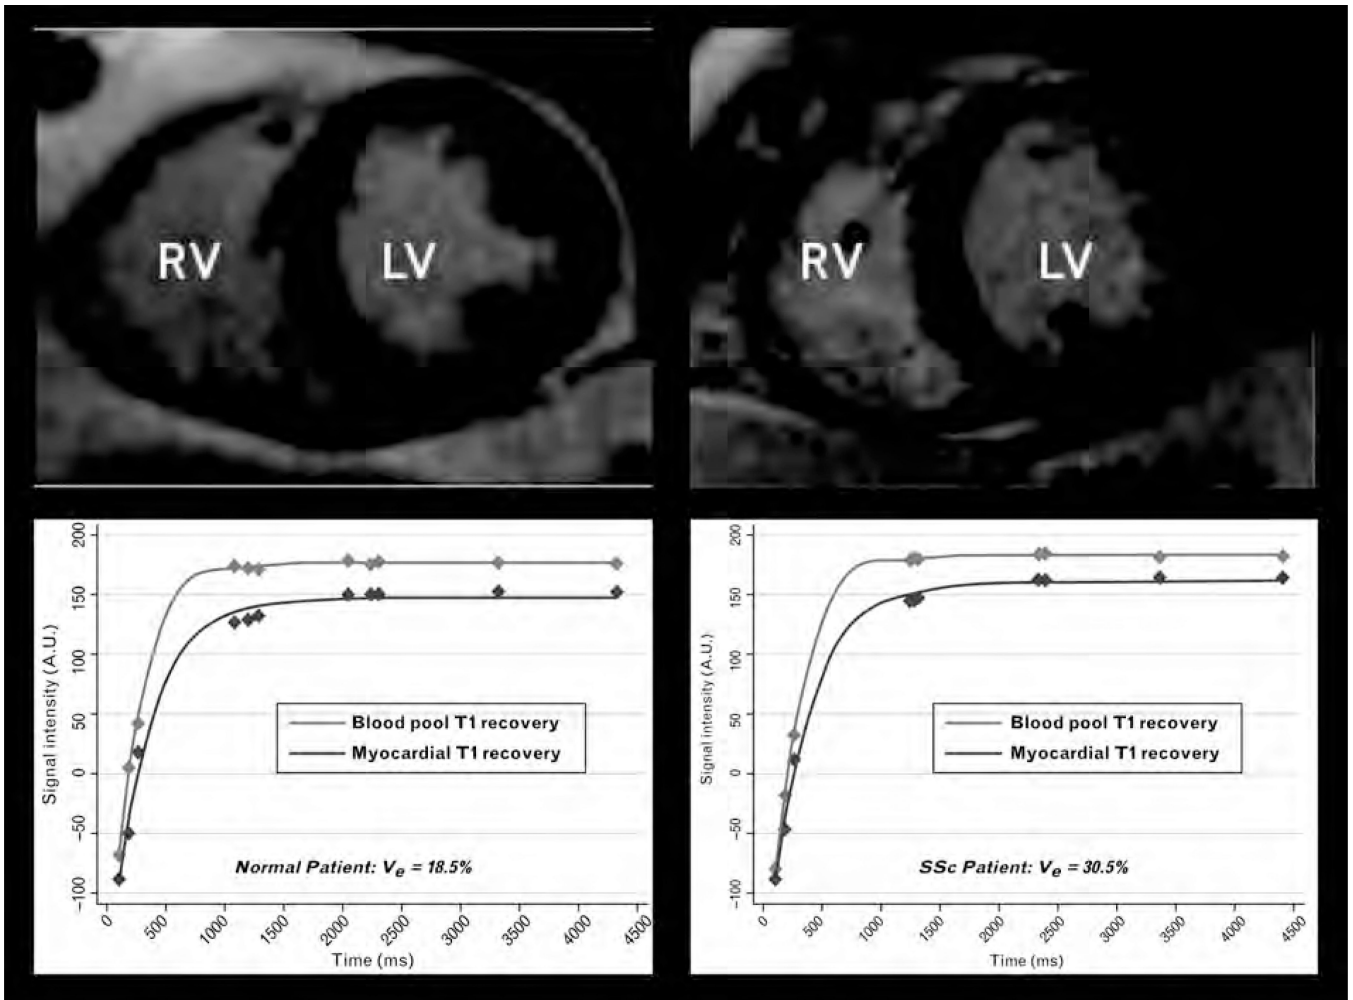 RV LV
RV LV
200
150
100
50
0
−50
−100
Signal intensity (A.U.)
Blood pool T1 recovery
Myocardial T1 recovery
Normal Patient: Ve = 18.5%
0 500 1000 1500 2000 2500 3000 3500 4000 4500
Time (ms)
200
150
100
50
0
−50
−100
Signal intensity (A.U.)
Blood pool T1 recovery
Myocardial T1 recovery
SSc Patient: Ve = 30.5%
0 500 1000 1500 2000 2500 3000 3500 4000 4500
Time (ms)